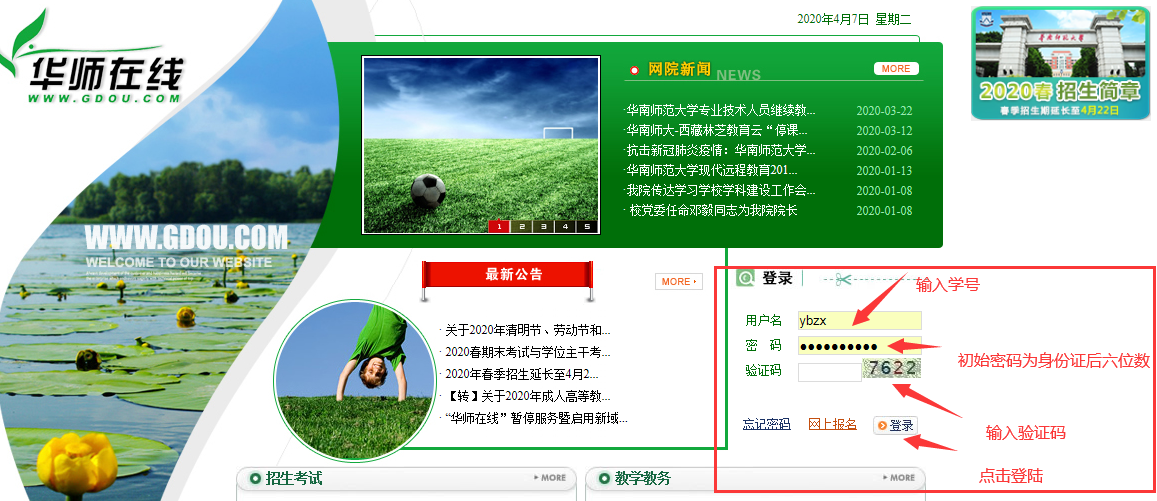 华师在线
WWW.GDOU.COM
2020年4月7日 星期二
华南师范大学
2020春 招生简章
春季招生期延长至4月22日
网院新闻 NEWS MORE
·华南师范大学专业技术人员继续教... 2020-03-22
·华南师大-西藏林芝教育云“停课... 2020-03-12
·抗击新冠肺炎疫情：华南师范大学... 2020-02-06
·华南师范大学现代远程教育201... 2020-01-13
·我院传达学习学校学科建设工作会... 2020-01-08
· 校党委任命邓毅同志为我院院长 2020-01-08
1 2 3 4 5
WWW.GDOU.COM
WELCOME TO OUR WEBSITE
最新公告
MORE
· 关于2020年清明节、劳动节和...
· 2020春期末考试与学位主干考...
· 2020年春季招生延长至4月2...
· 【转】关于2020年成人高等教...
· “华师在线”暂停服务暨启用新域...
登录
输入学号
用户名 ybzx
密 码 ●●●●●●●●●●
初始密码为身份证后六位数
验证码 7622
输入验证码
忘记密码 网上报名 登录
点击登陆
招生考试 MORE
教学教务 MORE